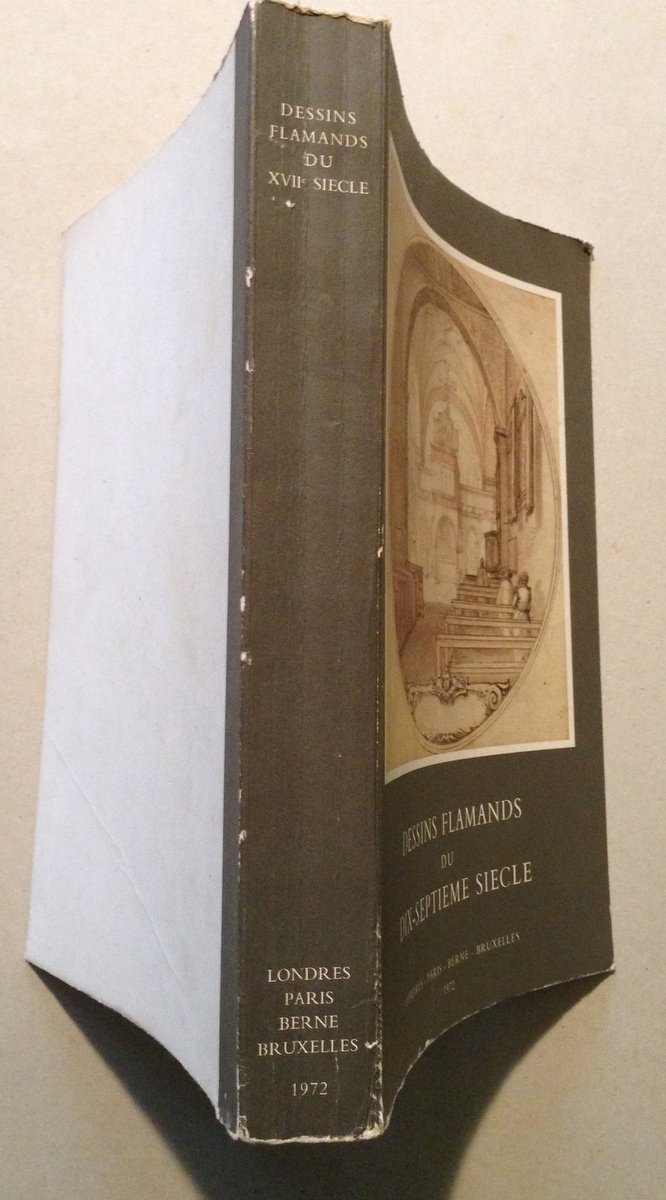 DESSINS
FLAMANDS
DU
XVIIe SIECLE
LONDRES
PARIS
BERNE
BRUXELLES
1972
DESSINS FLAMANDS
DU
DIX-SEPTIEME SIECLE
LONDRES - PARIS - BERNE - BRUXELLES
1972